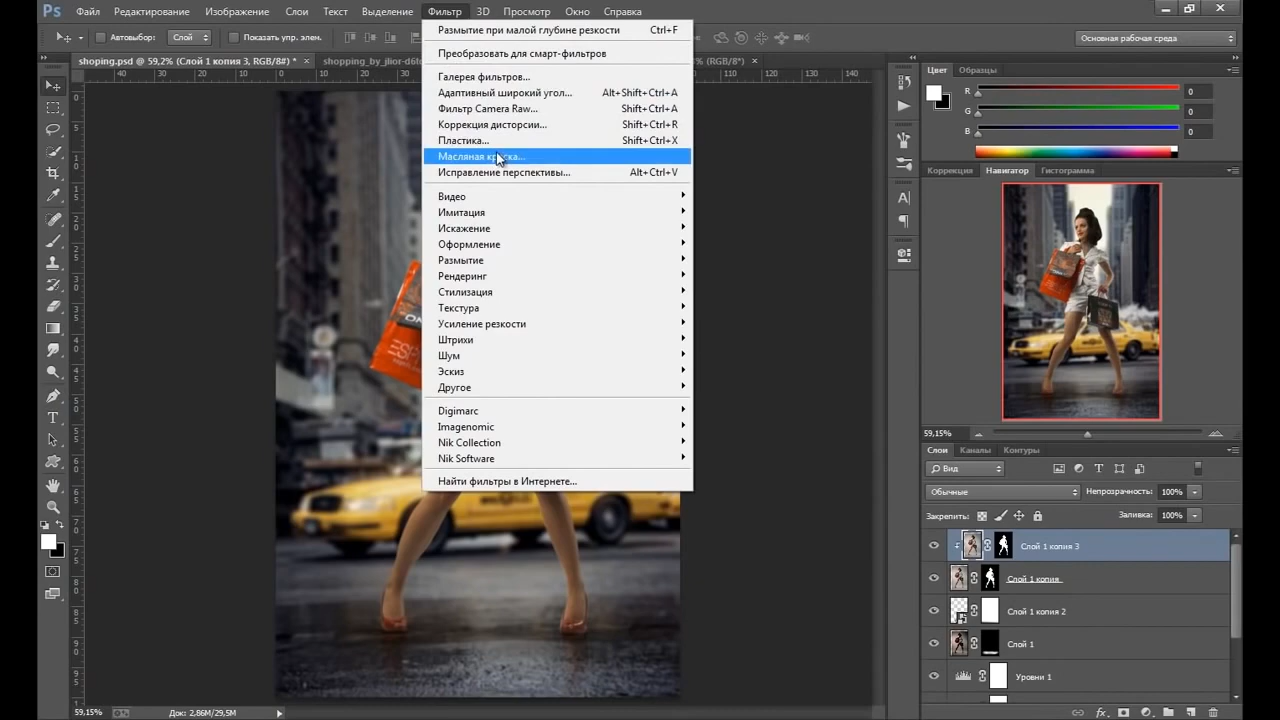 Ps Файл Редактирование Изображение Слои Текст Выделение Фильтр 3D Просмотр Окно Справка
Автовыбор: Слой Показать упр. элем.
Основная рабочая среда
shoping.psd @ 59,2% (Слой 1 копия 3, RGB/8#) *
(RGB/8*)
Размытие при малой глубине резкости Ctrl+F
Преобразовать для смарт-фильтров
Галерея фильтров...
Адаптивный широкий угол... Alt+Shift+Ctrl+A
Фильтр Camera Raw... Shift+Ctrl+A
Коррекция дисторсии... Shift+Ctrl+R
Пластика... Shift+Ctrl+X
Масляная краска...
Исправление перспективы... Alt+Ctrl+V
Видео
Имитация
Искажение
Оформление
Размытие
Рендеринг
Стилизация
Текстура
Усиление резкости
Штрихи
Шум
Эскиз
Другое
Digimarc
Imagenomic
Nik Collection
Nik Software
Найти фильтры в Интернете...
Цвет Образцы
R 0
G 0
B 0
Коррекция Навигатор Гистограмма
59,15%
Слои Каналы Контуры
Вид
Обычные Непрозрачность: 100%
Закрепить: Заливка: 100%
Слой 1 копия 3
Слой 1 копия
Слой 1 копия 2
Слой 1
Уровни 1
59,15% Док: 2,86M/29,5M